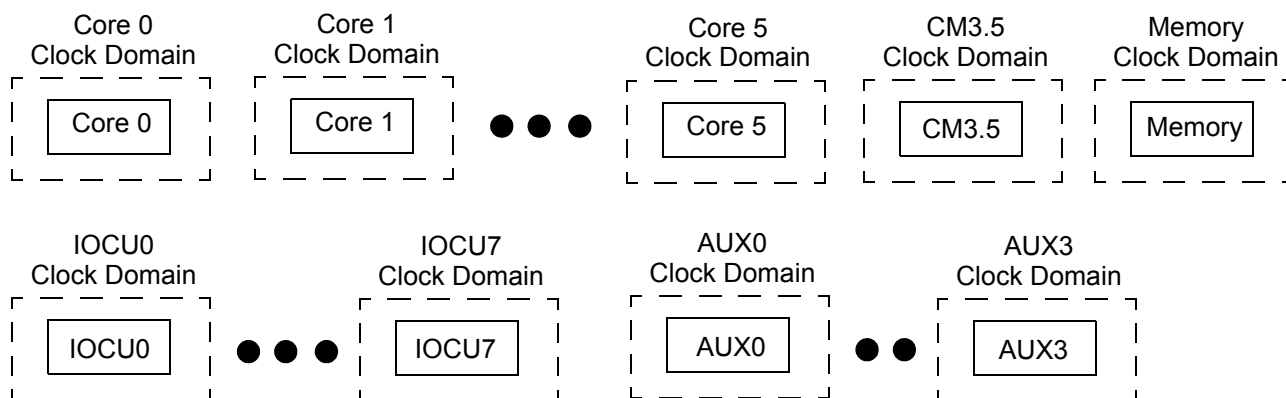 Core 0
Clock Domain
Core 0
Core 1
Clock Domain
Core 1
Core 5
Clock Domain
Core 5
CM3.5
Clock Domain
CM3.5
Memory
Clock Domain
Memory
IOCU0
Clock Domain
IOCU0
IOCU7
Clock Domain
IOCU7
AUX0
Clock Domain
AUX0
AUX3
Clock Domain
AUX3